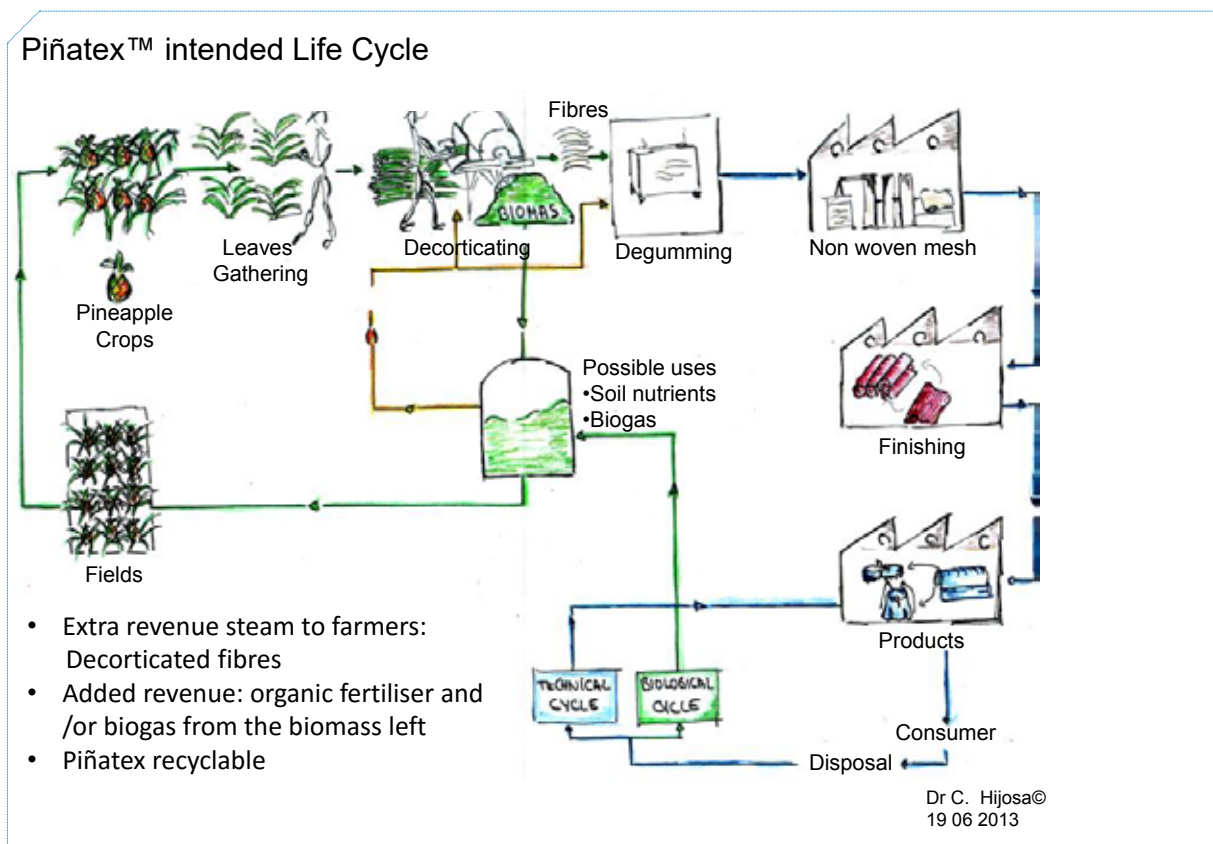 Piñatex™ intended Life Cycle
Fibres
BIOMAS
Leaves
Gathering
Decorticating
Degumming
Non woven mesh
Pineapple
Crops
Possible uses
•Soil nutrients
•Biogas
Finishing
Fields
Products
• Extra revenue steam to farmers:
Decorticated fibres
• Added revenue: organic fertiliser and
/or biogas from the biomass left
• Piñatex recyclable
TECHNICAL
CYCLE
BIOLOGICAL
CICLE
Consumer
Disposal
Dr C. Hijosa©
19 06 2013